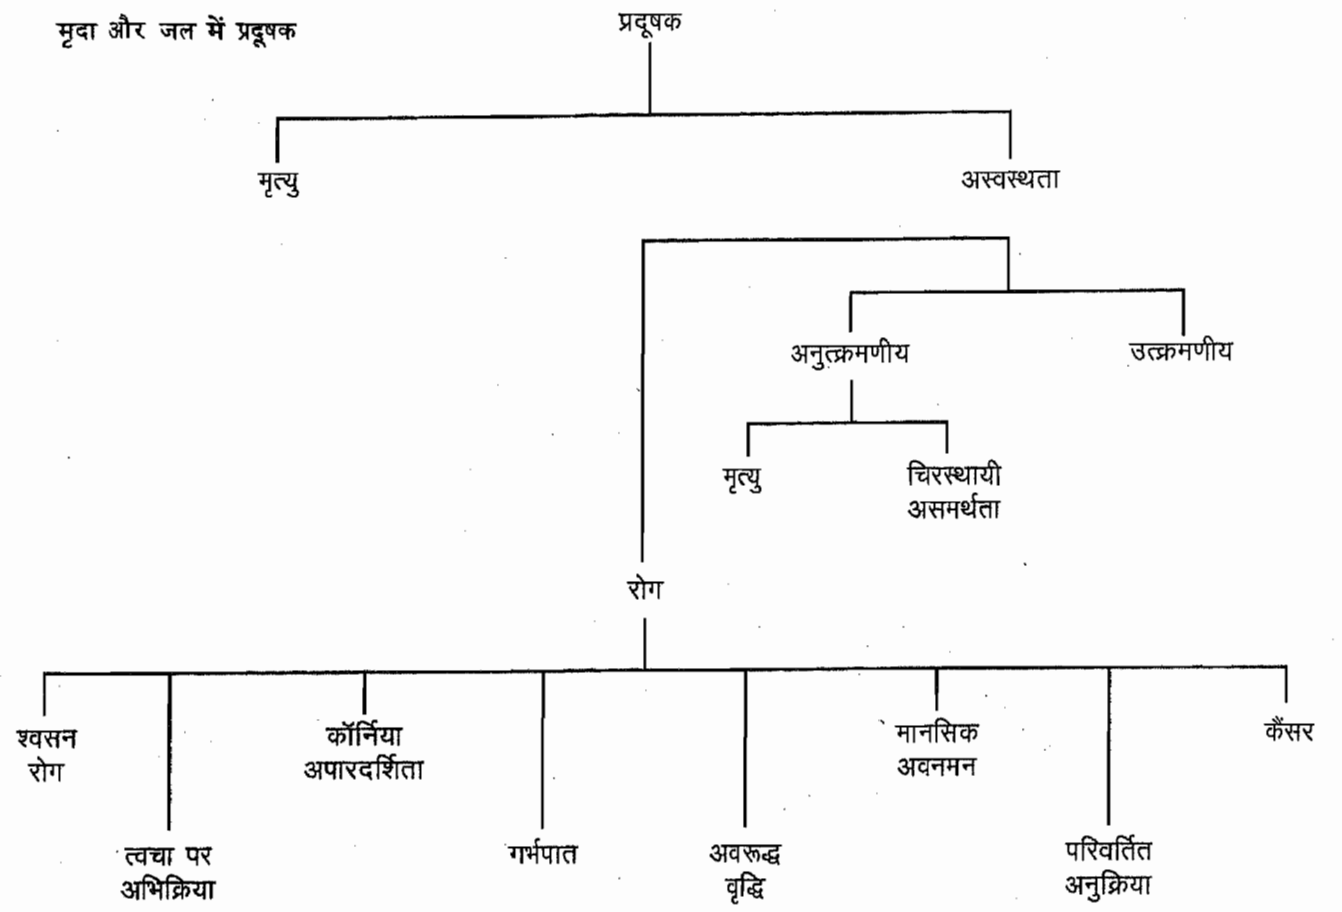 मृदा और जल में प्रदूषक
प्रदूषक
मृत्यु
अस्वस्थता
अनुत्क्रमणीय
उत्क्रमणीय
मृत्यु
चिरस्थायी
असमर्थता
रोग
श्वसन
रोग
त्वचा पर
अभिक्रिया
कॉर्निया
अपारदर्शिता
गर्भपात
अवरूद्ध
वृद्धि
मानसिक
अवनमन
परिवर्तित
अनुक्रिया
कैंसर